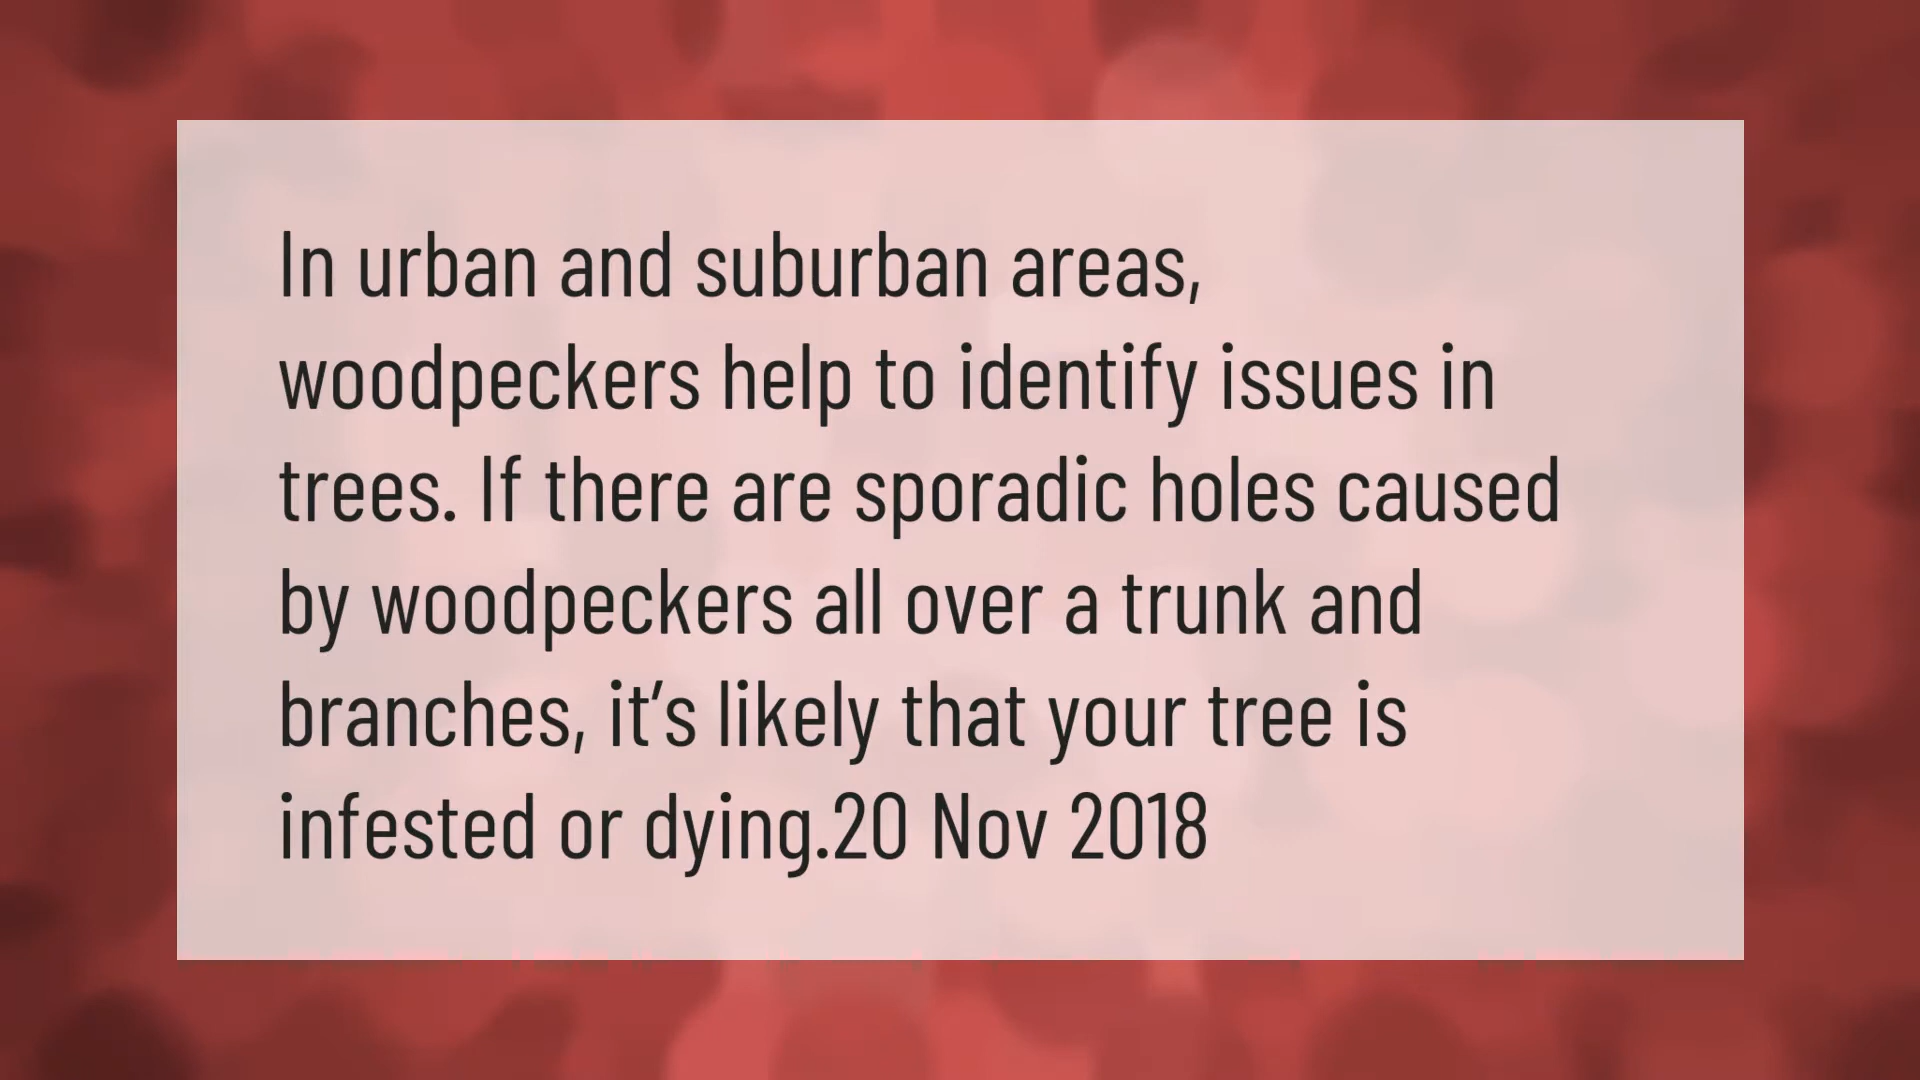 In urban and suburban areas,
woodpeckers help to identify issues in
trees. If there are sporadic holes caused
by woodpeckers all over a trunk and
branches, it’s likely that your tree is
infested or dying.20 Nov 2018